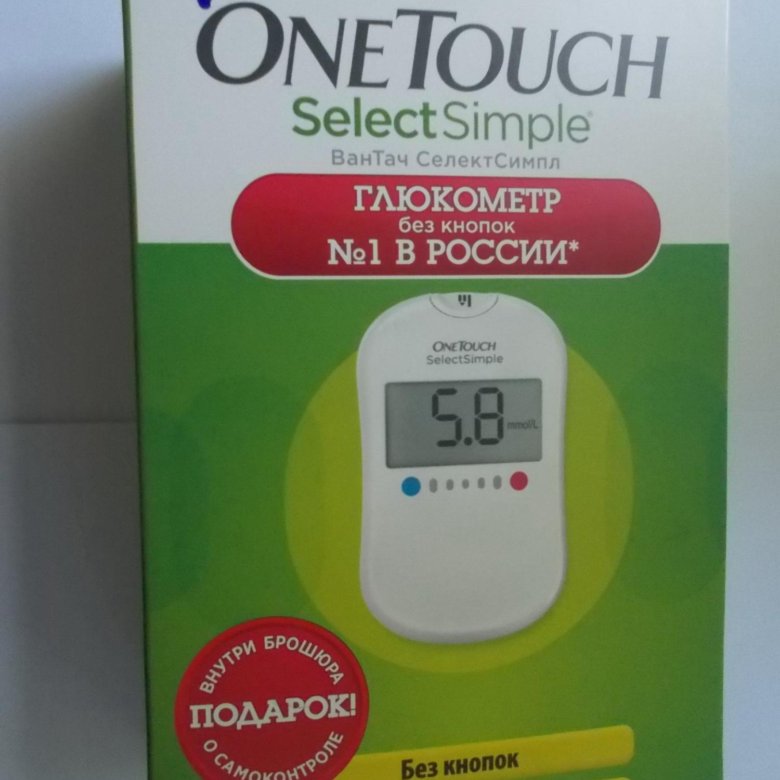 ONETOUCH
SelectSimple®
ВанТач СелектСимпл
ГЛЮКОМЕТР
без кнопок
№1 В РОССИИ*
ONETOUCH
SelectSimple
5.8 mmol/L
ВНУТРИ БРОШЮРА
ПОДАРОК!
О САМОКОНТРОЛЕ
Без кнопок